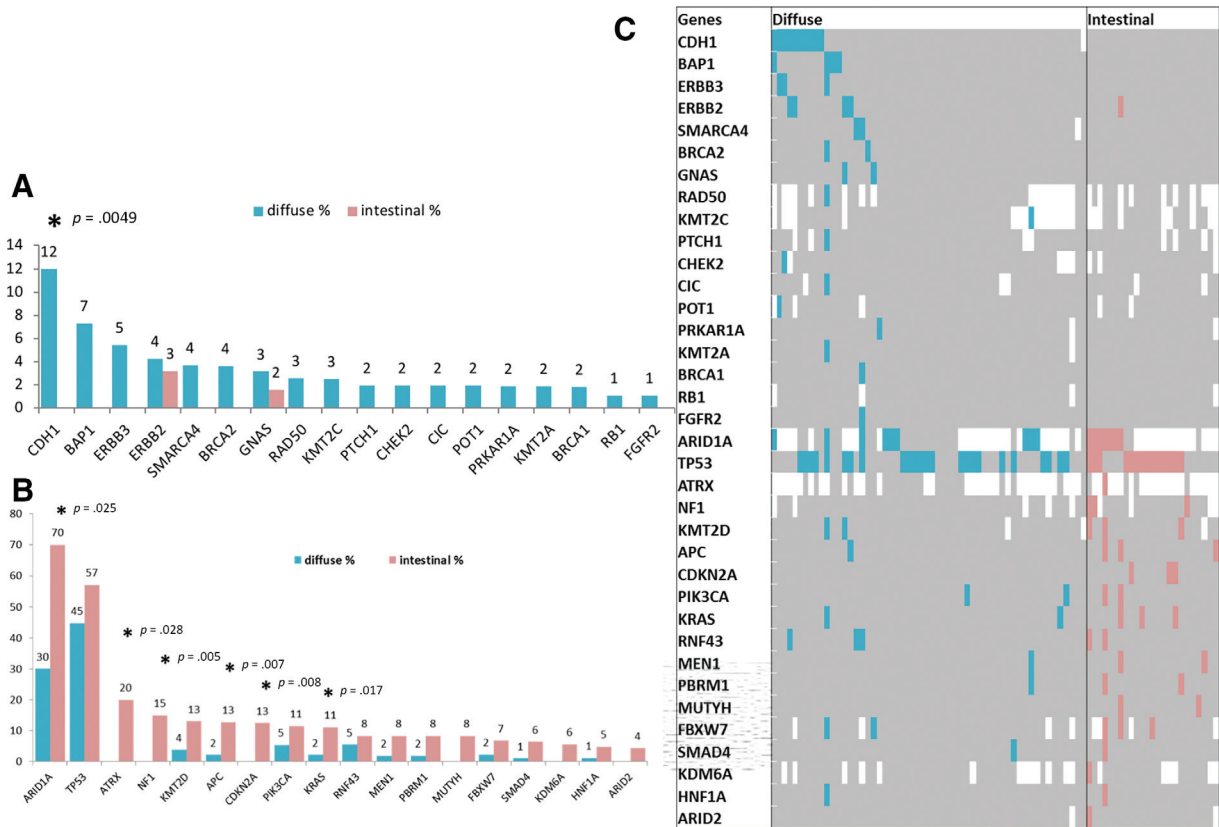 A
* p = .0049
diffuse % intestinal %
14
12
10
8
6
4
2
0
12 7 5 4 3 4 4 3 2 3 3 2 2 2 2 2 2 2 1 1
CDH1 BAP1 ERBB3 ERBB2 SMARCA4 BRCA2 GNAS RAD50 KMT2C PTCH1 CHEK2 CIC POT1 PRKAR1A KMT2A BRCA1 RB1 FGFR2
B
* p = .025
* p = .028
* p = .005
* p = .007
* p = .008
* p = .017
diffuse % intestinal %
80
70
60
50
40
30
20
10
0
30 70 45 57 20 15 4 13 2 13 13 5 11 2 11 5 8 2 8 2 8 8 2 7 1 6 6 1 5 4
ARID1A TP53 ATRX NF1 KMT2D APC CDKN2A PIK3CA KRAS RNF43 MEN1 PBRM1 MUTYH FBXW7 SMAD4 KDM6A HNF1A ARID2
C
Genes Diffuse Intestinal
CDH1
BAP1
ERBB3
ERBB2
SMARCA4
BRCA2
GNAS
RAD50
KMT2C
PTCH1
CHEK2
CIC
POT1
PRKAR1A
KMT2A
BRCA1
RB1
FGFR2
ARID1A
TP53
ATRX
NF1
KMT2D
APC
CDKN2A
PIK3CA
KRAS
RNF43
MEN1
PBRM1
MUTYH
FBXW7
SMAD4
KDM6A
HNF1A
ARID2